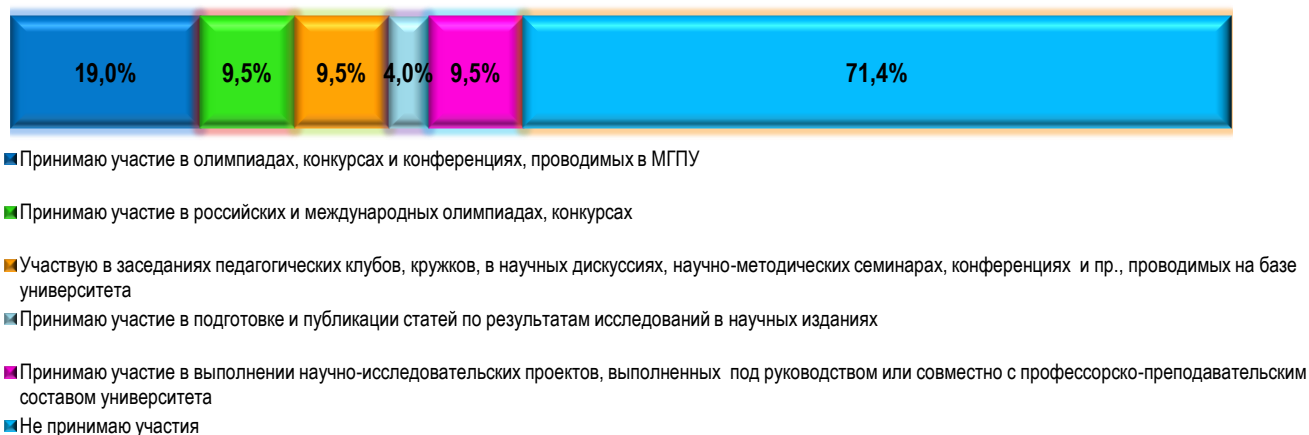 19,0% 9,5% 9,5% 4,0% 9,5% 71,4%
Принимаю участие в олимпиадах, конкурсах и конференциях, проводимых в МГПУ
Принимаю участие в российских и международных олимпиадах, конкурсах
Участвую в заседаниях педагогических клубов, кружков, в научных дискуссиях, научно-методических семинарах, конференциях и пр., проводимых на базе
университета
Принимаю участие в подготовке и публикации статей по результатам исследований в научных изданиях
Принимаю участие в выполнении научно-исследовательских проектов, выполненных под руководством или совместно с профессорско-преподавательским
составом университета
Не принимаю участия